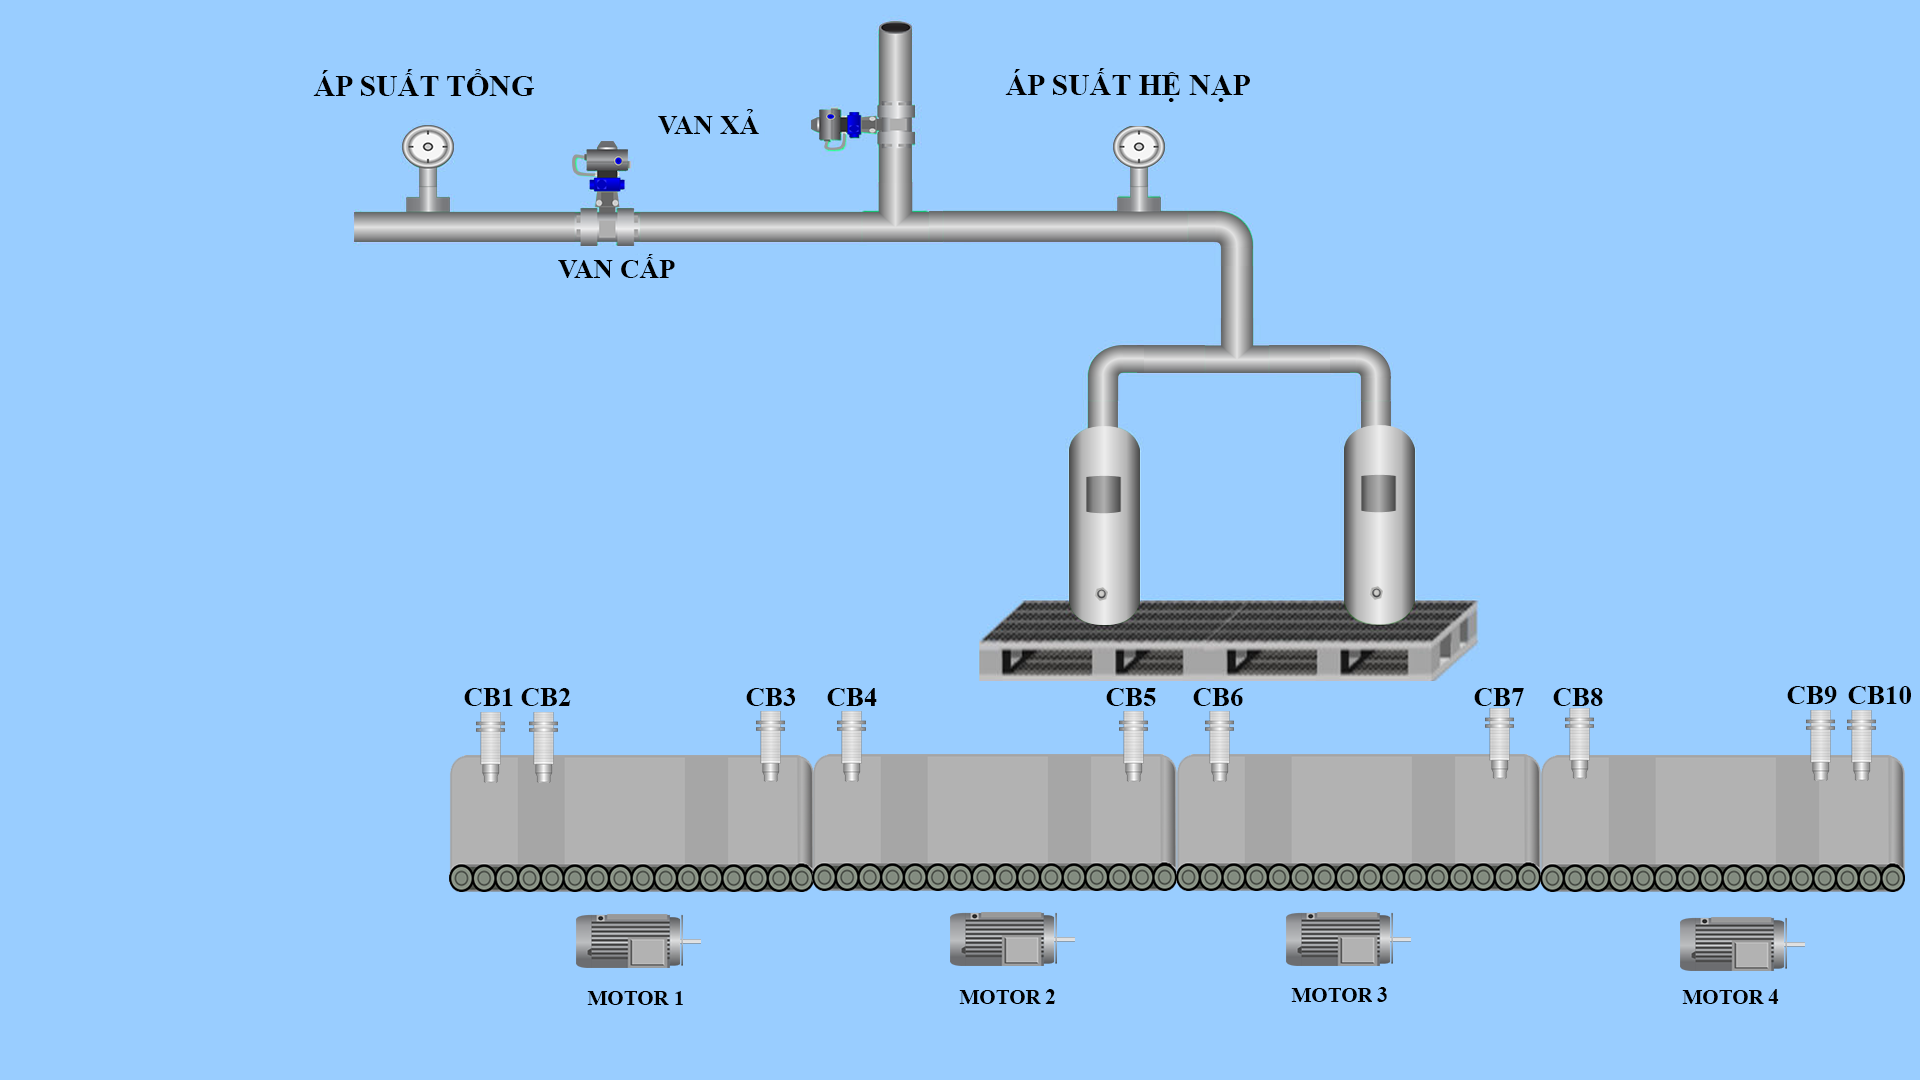 ÁP SUẤT TỔNG
VAN XẢ
ÁP SUẤT HỆ NẠP
VAN CẤP
CB1 CB2 CB3 CB4 CB5 CB6 CB7 CB8 CB9 CB10
MOTOR 1 MOTOR 2 MOTOR 3 MOTOR 4